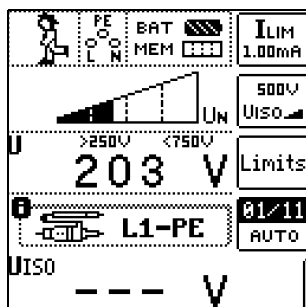 PE
L N
BAT
MEM
ILIM
1.00mA
UN
500V
UISO
U
>250V <750V
203 V
Limits
L1-PE
01/11
AUTO
UISO
--- V